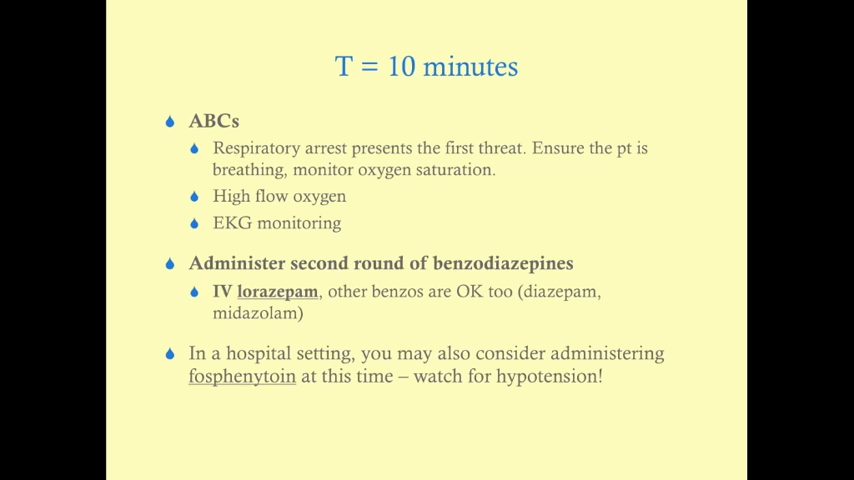 T = 10 minutes
ABCs
Respiratory arrest presents the first threat. Ensure the pt is
breathing, monitor oxygen saturation.
High flow oxygen
EKG monitoring
Administer second round of benzodiazepines
IV lorazepam, other benzos are OK too (diazepam,
midazolam)
In a hospital setting, you may also consider administering
fosphenytoin at this time – watch for hypotension!